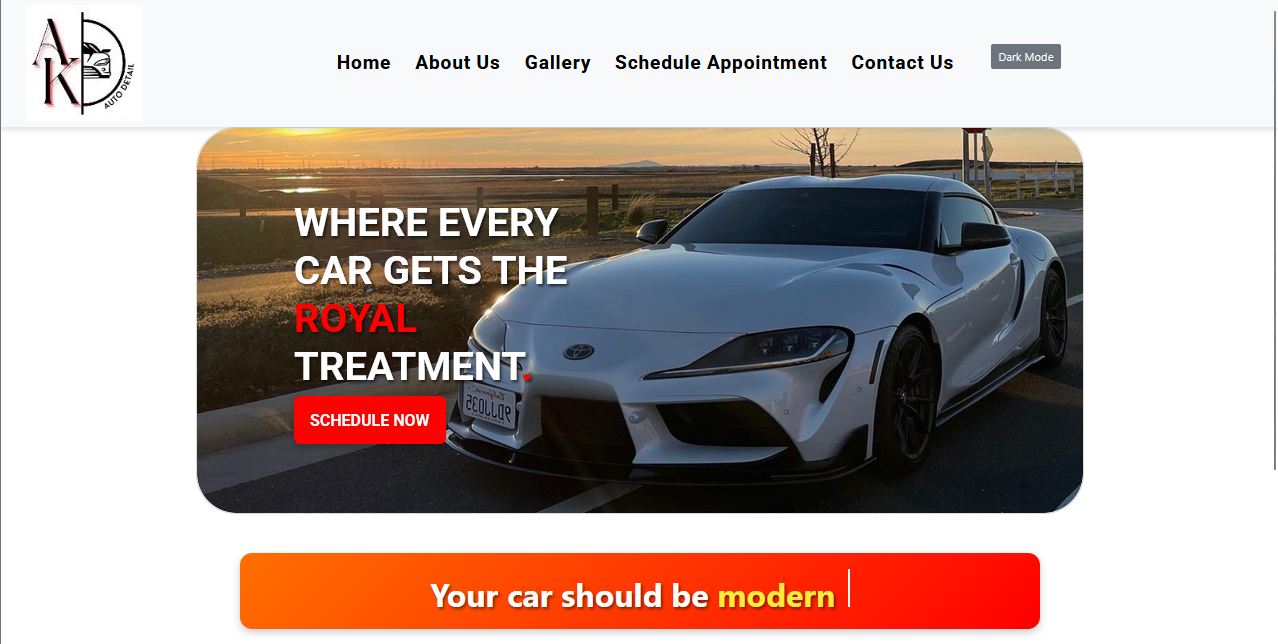 AK
AUTO DETAIL
Home About Us Gallery Schedule Appointment Contact Us Dark Mode
WHERE EVERY
CAR GETS THE
ROYAL
TREATMENT.
SCHEDULE NOW
Your car should be modern